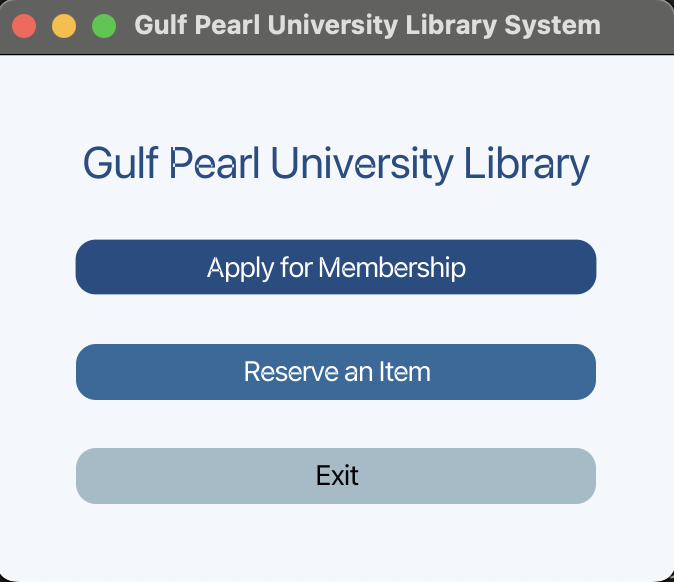 Gulf Pearl University Library System
Gulf Pearl University Library
Apply for Membership
Reserve an Item
Exit